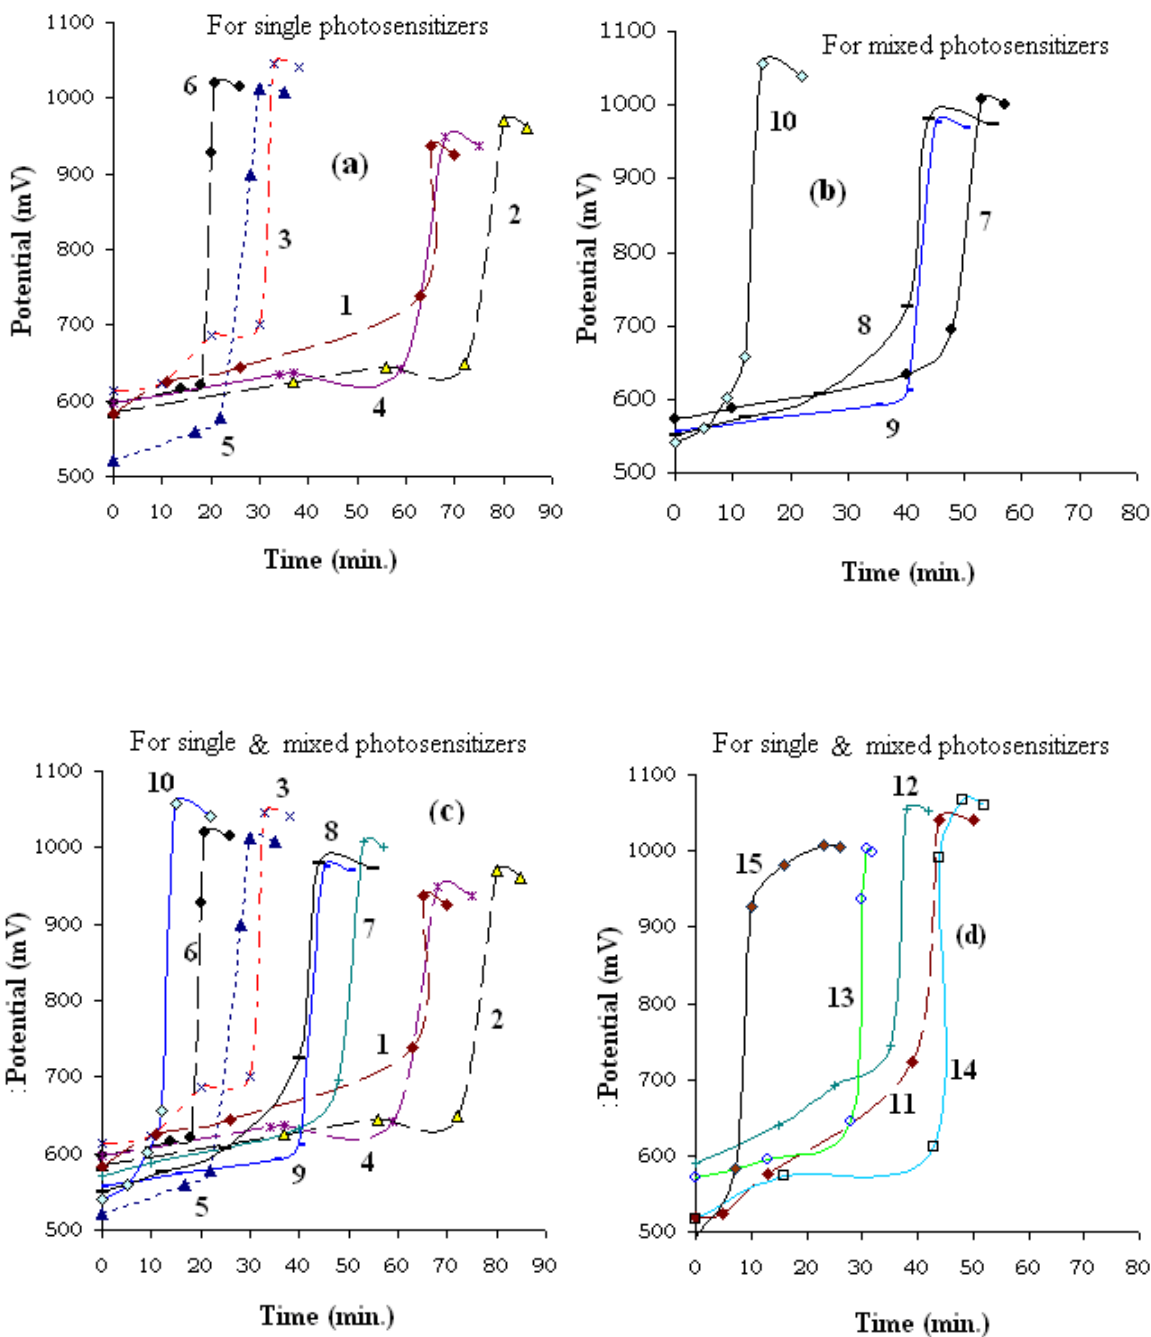 For single photosensitizers
1100
1000
900
800
700
600
500
0 10 20 30 40 50 60 70 80 90
Potential (mV)
Time (min.)
(a)
6
3
2
1
4
5
For mixed photosensitizers
1100
1000
900
800
700
600
500
0 10 20 30 40 50 60 70 80
Potential (mV)
Time (min.)
(b)
10
7
8
9
For single & mixed photosensitizers
1100
1000
900
800
700
600
500
0 10 20 30 40 50 60 70 80 90
:Potential (mV)
Time (min.)
(c)
10
3
8
6
7
2
1
9
4
5
For single & mixed photosensitizers
1100
1000
900
800
700
600
500
0 10 20 30 40 50 60 70 80
:Potential (mV)
Time (min.)
(d)
12
15
13
14
11